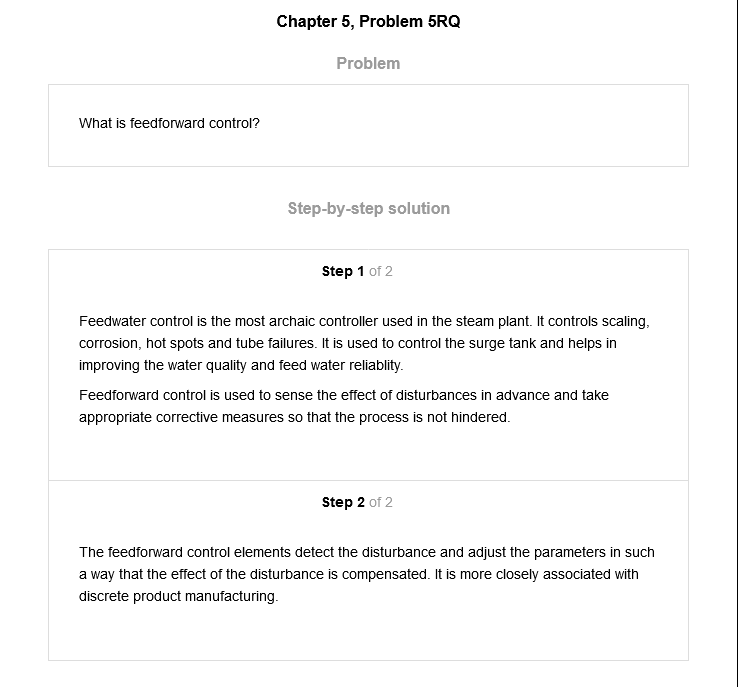 Chapter 5, Problem 5RQ
Problem
What is feedforward control?
Step-by-step solution
Step 1 of 2
Feedwater control is the most archaic controller used in the steam plant. It controls scaling,
corrosion, hot spots and tube failures. It is used to control the surge tank and helps in
improving the water quality and feed water reliablity.
Feedforward control is used to sense the effect of disturbances in advance and take
appropriate corrective measures so that the process is not hindered.
Step 2 of 2
The feedforward control elements detect the disturbance and adjust the parameters in such
a way that the effect of the disturbance is compensated. It is more closely associated with
discrete product manufacturing.